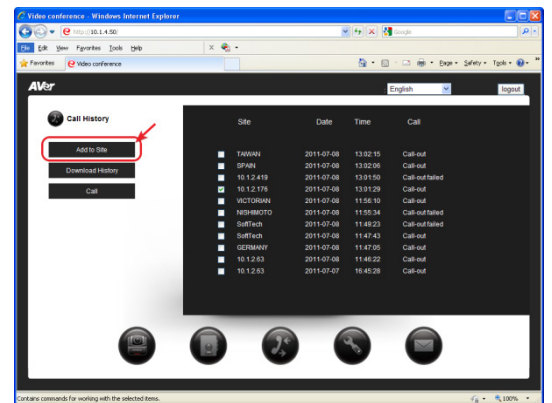 Video conference - Windows Internet Explorer
http://10.1.4.50/
Google
File Edit View Favorites Tools Help
X
Favorites Video conference
Page Safety Tools
AVer
English logout
Call History
Site Date Time Call
Add to Site
Download History
Call
TAIWAN 2011-07-08 13:02:15 Call-out
SPAIN 2011-07-08 13:02:06 Call-out
10.1.2.419 2011-07-08 13:01:50 Call-out failed
10.1.2.176 2011-07-08 13:01:29 Call-out
VICTORIAN 2011-07-08 11:56:10 Call-out
NISHIMOTO 2011-07-08 11:55:34 Call-out failed
SoftTech 2011-07-08 11:49:23 Call-out failed
SoftTech 2011-07-08 11:47:43 Call-out
GERMANY 2011-07-08 11:47:05 Call-out
10.1.2.63 2011-07-08 11:46:22 Call-out
10.1.2.63 2011-07-07 16:45:28 Call-out
Contains commands for working with the selected items.
100%